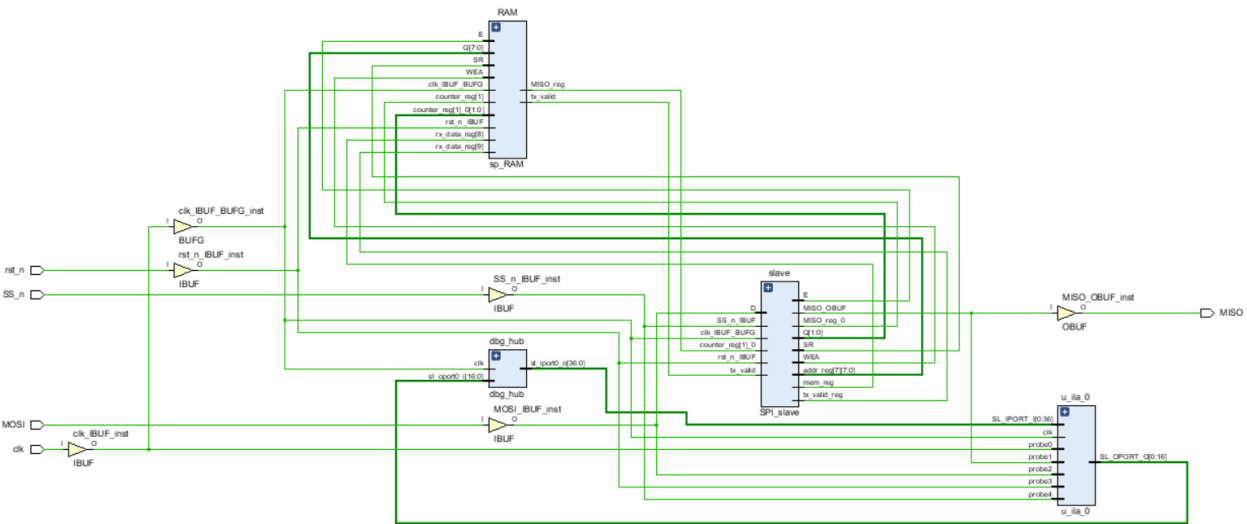 RAM
E
Q[7:0]
SR
WEA
clk_IBUF_BUFG
counter_reg[1]
counter_reg[1]_0[1:0]
rst_n_IBUF
rx_data_reg[8]
rx_data_reg[9]
MISO_reg
tx_valid
sp_RAM
clk_IBUF_BUFG_inst
I
O
BUFG
rst_n_IBUF_inst
rst_n
I
O
IBUF
SS_n
SS_n_IBUF_inst
I
O
IBUF
slave
D
SS_n_IBUF
clk_IBUF_BUFG
counter_reg[1]_0
rst_n_IBUF
tx_valid
E
MISO_OBUF
MISO_reg_0
Q[1:0]
SR
WEA
addr_reg[7][7:0]
mem_reg
tx_valid_reg
SPI_slave
MISO_OBUF_inst
I
O
OBUF
MISO
dbg_hub
clk
sl_oport0_i[16:0]
sl_iport0_o[36:0]
dbg_hub
MOSI
MOSI_IBUF_inst
I
O
IBUF
clk
clk_IBUF_inst
I
O
IBUF
u_ila_0
SL_IPORT_I[0:36]
clk
probe0
probe1
probe2
probe3
probe4
SL_OPORT_O[0:16]
u_ila_0